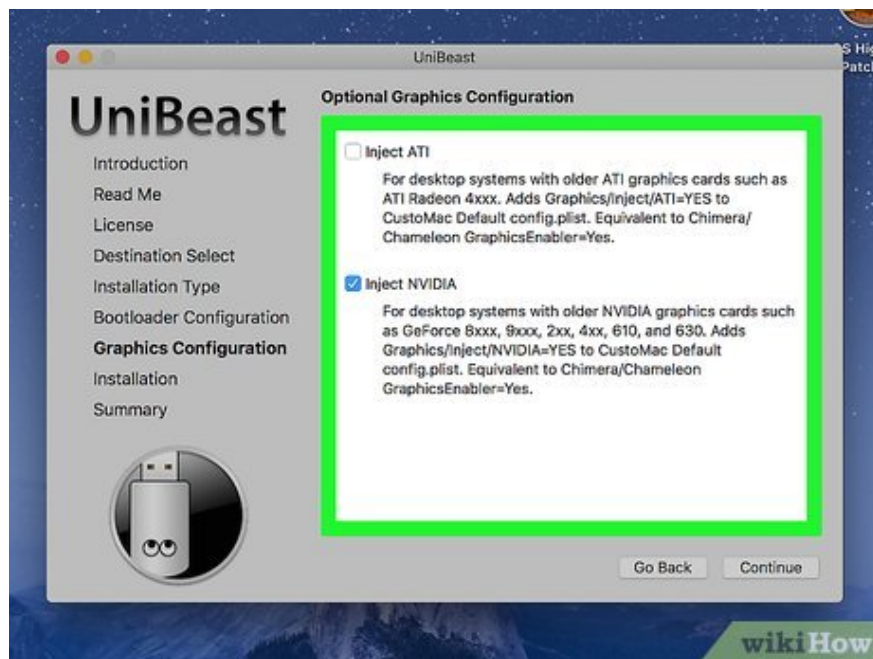 S Hig
Patc
UniBeast
UniBeast
Introduction
Read Me
License
Destination Select
Installation Type
Bootloader Configuration
Graphics Configuration
Installation
Summary
Optional Graphics Configuration
Inject ATI
For desktop systems with older ATI graphics cards such as
ATI Radeon 4xxx. Adds Graphics/Inject/ATI=YES to
CustoMac Default config.plist. Equivalent to Chimera/
Chameleon GraphicsEnabler=Yes.
Inject NVIDIA
For desktop systems with older NVIDIA graphics cards such
as GeForce 8xxx, 9xxx, 2xx, 4xx, 610, and 630. Adds
Graphics/Inject/NVIDIA=YES to CustoMac Default
config.plist. Equivalent to Chimera/Chameleon
GraphicsEnabler=Yes.
Go Back
Continue
wikiHow